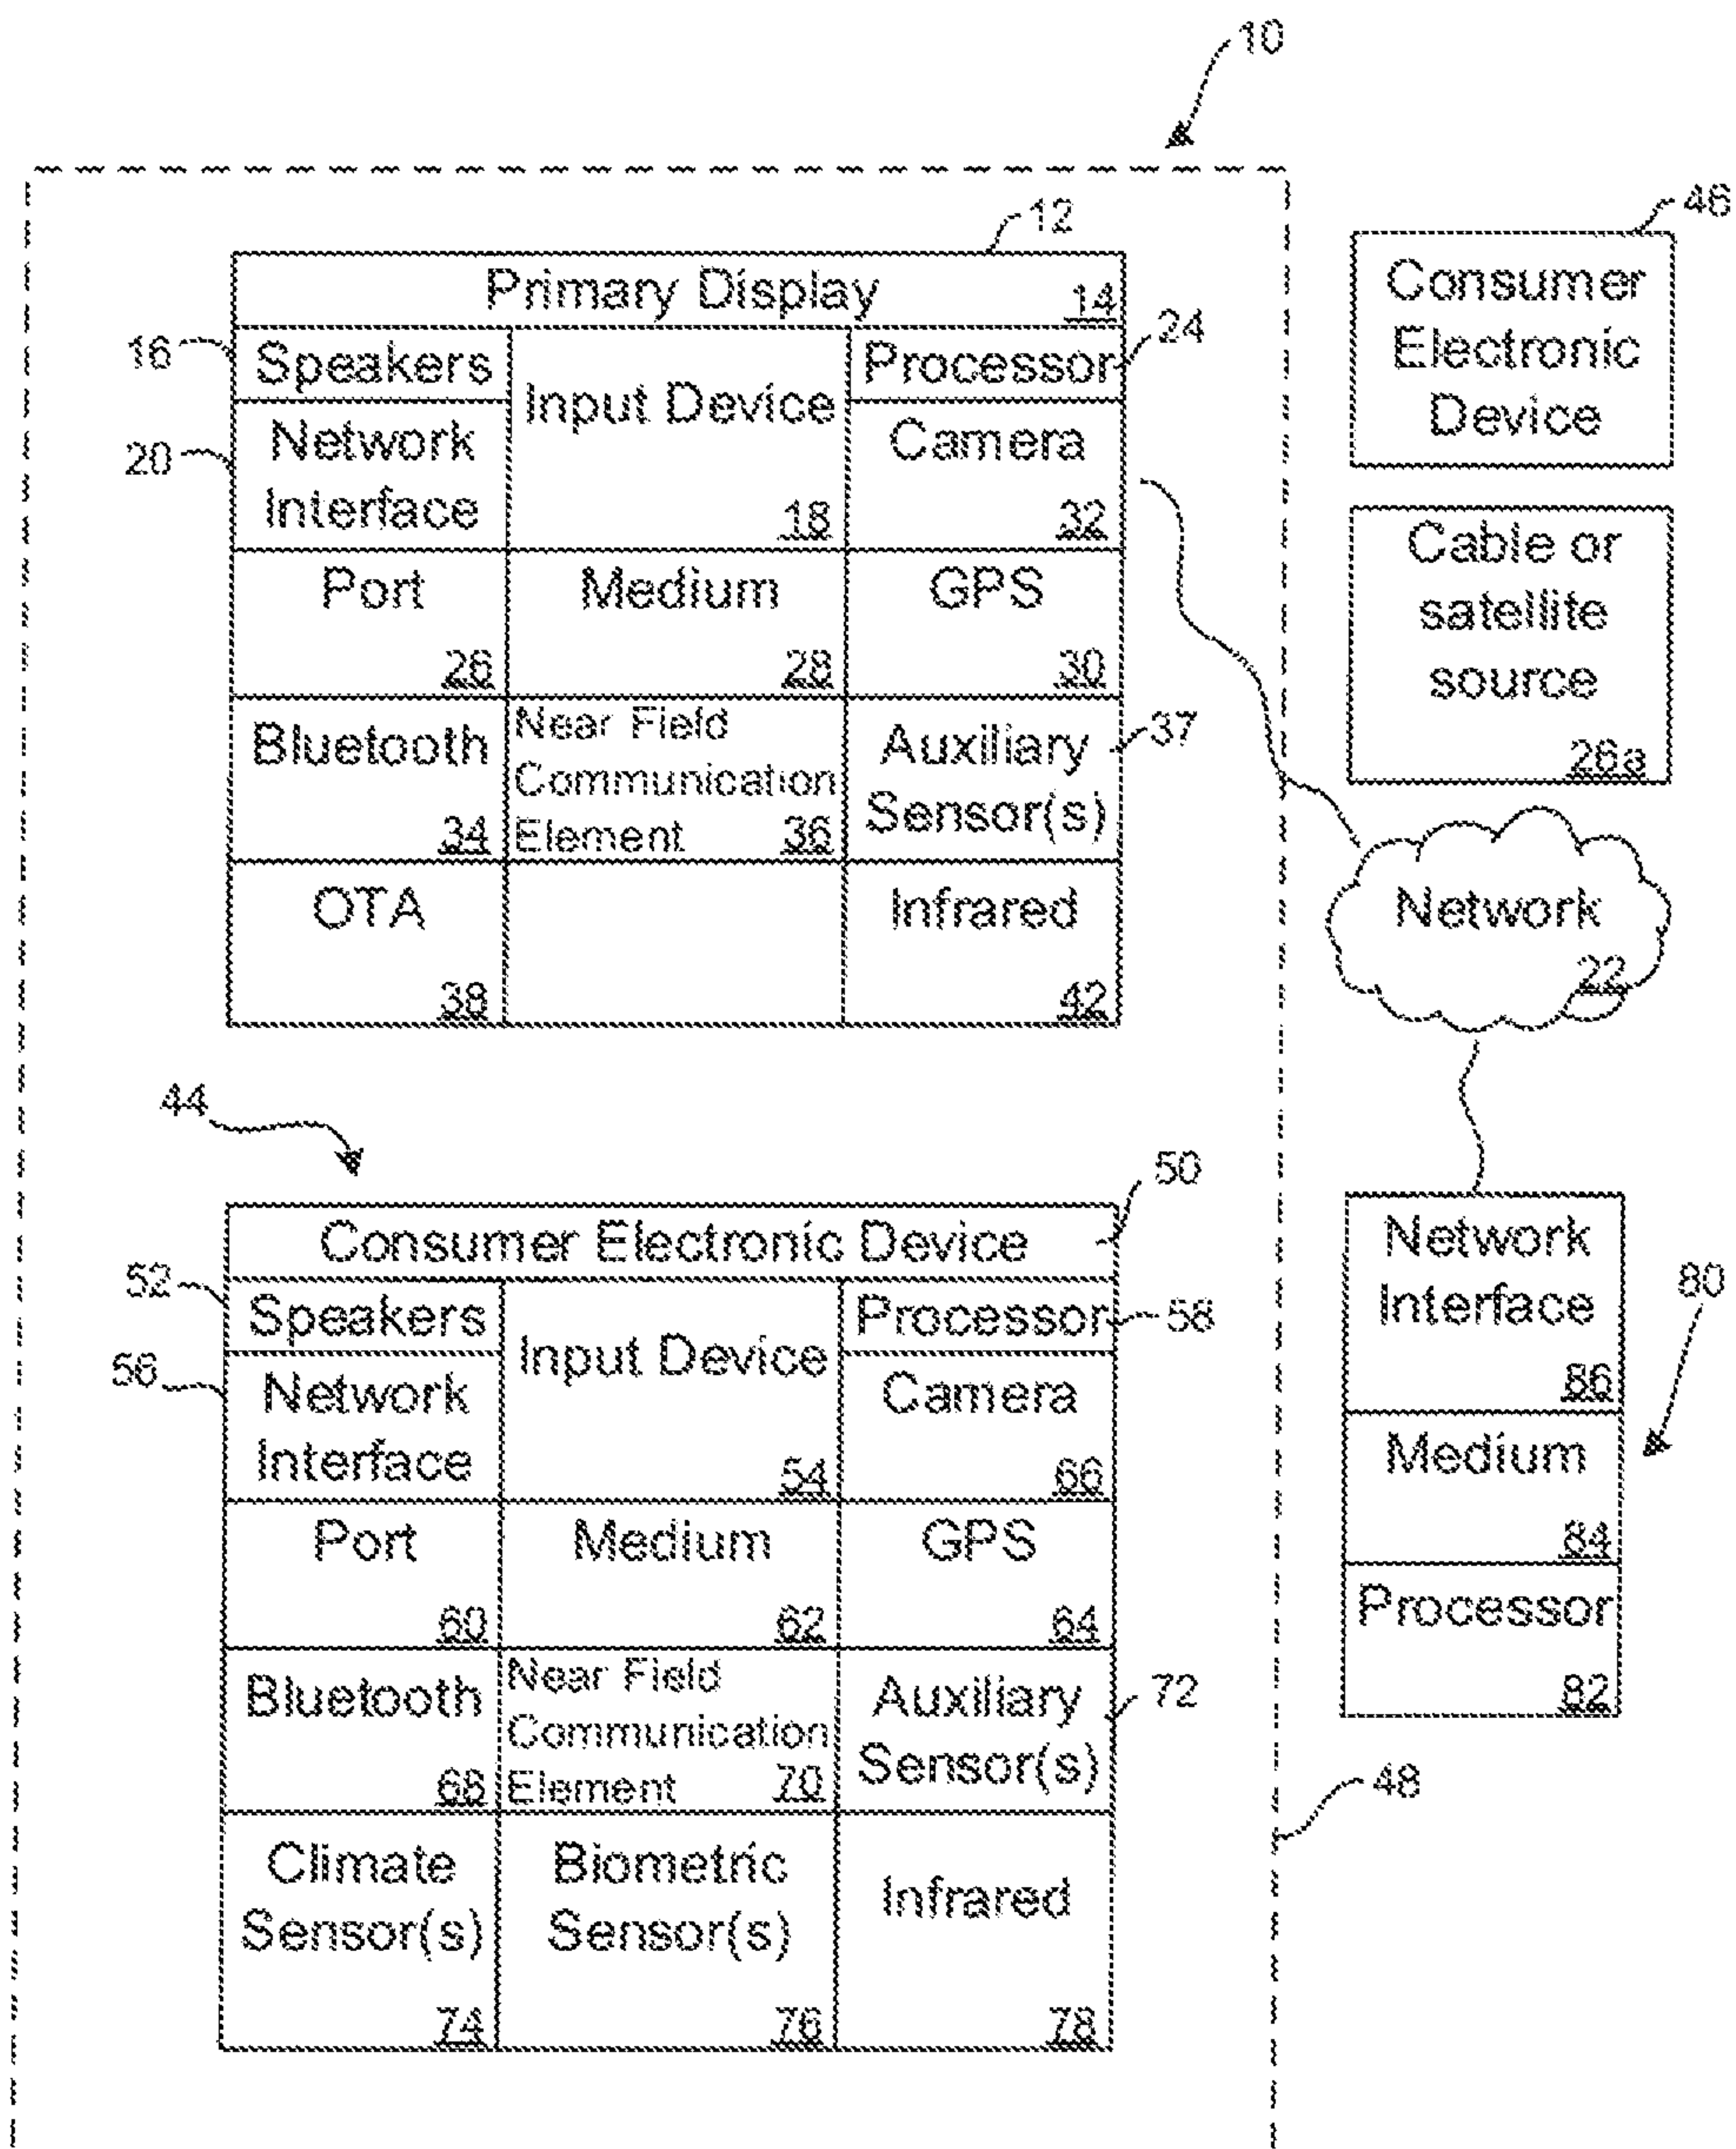 10
12
Primary Display
14
16
Speakers
Input Device
18
Processor
24
20
Network
Interface
Camera
32
Port
26
Medium
28
GPS
30
Bluetooth
34
Near Field
Communication
Element
36
Auxiliary
Sensor(s)
37
OTA
38
Infrared
42
46
Consumer
Electronic
Device
Cable or
satellite
source
26a
Network
22
44
Consumer Electronic Device
50
52
Speakers
Input Device
54
Processor
58
56
Network
Interface
Camera
66
Port
60
Medium
62
GPS
64
Bluetooth
68
Near Field
Communication
Element
70
Auxiliary
Sensor(s)
72
Climate
Sensor(s)
74
Biometric
Sensor(s)
76
Infrared
78
Network
Interface
86
80
Medium
84
Processor
82
48